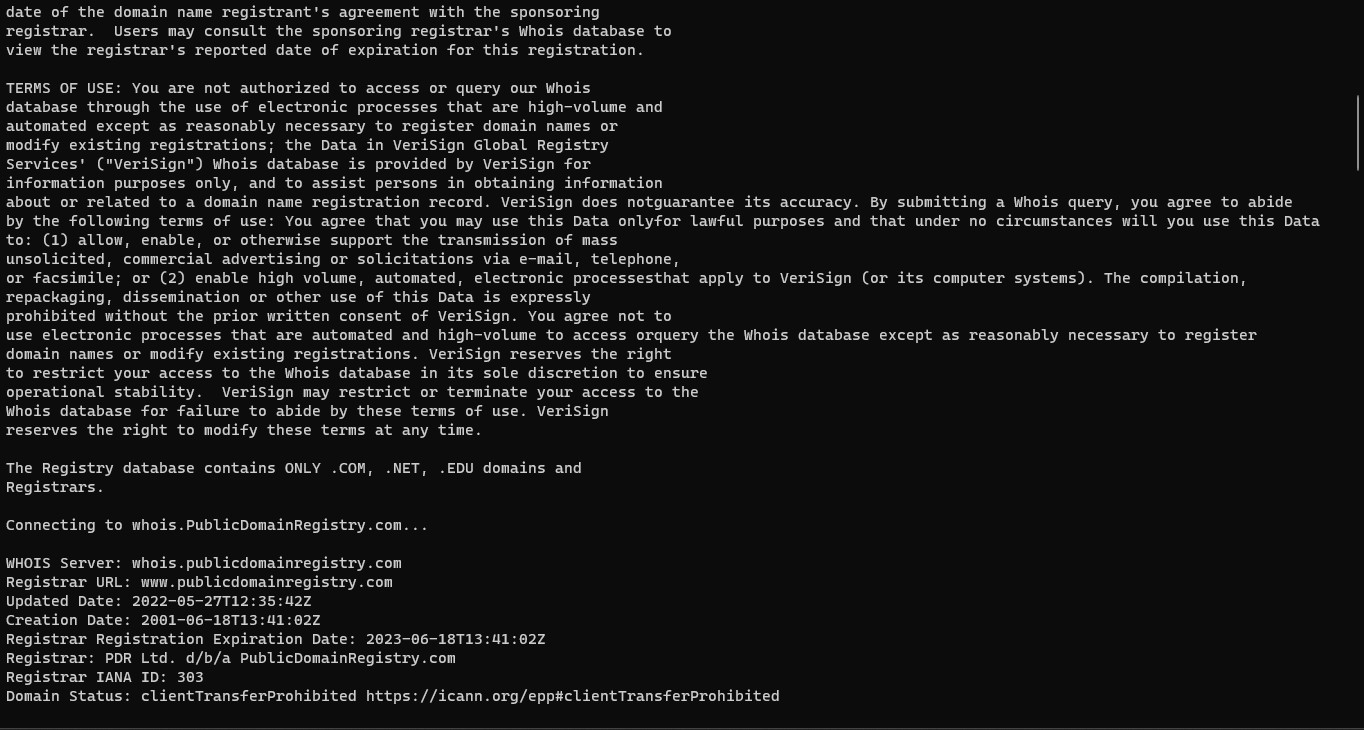 date of the domain name registrant's agreement with the sponsoring
registrar.  Users may consult the sponsoring registrar's Whois database to
view the registrar's reported date of expiration for this registration.

TERMS OF USE: You are not authorized to access or query our Whois
database through the use of electronic processes that are high-volume and
automated except as reasonably necessary to register domain names or
modify existing registrations; the Data in VeriSign Global Registry
Services' ("VeriSign") Whois database is provided by VeriSign for
information purposes only, and to assist persons in obtaining information
about or related to a domain name registration record. VeriSign does notguarantee its accuracy. By submitting a Whois query, you agree to abide
by the following terms of use: You agree that you may use this Data onlyfor lawful purposes and that under no circumstances will you use this Data
to: (1) allow, enable, or otherwise support the transmission of mass
unsolicited, commercial advertising or solicitations via e-mail, telephone,
or facsimile; or (2) enable high volume, automated, electronic processesthat apply to VeriSign (or its computer systems). The compilation,
repackaging, dissemination or other use of this Data is expressly
prohibited without the prior written consent of VeriSign. You agree not to
use electronic processes that are automated and high-volume to access orquery the Whois database except as reasonably necessary to register
domain names or modify existing registrations. VeriSign reserves the right
to restrict your access to the Whois database in its sole discretion to ensure
operational stability.  VeriSign may restrict or terminate your access to the
Whois database for failure to abide by these terms of use. VeriSign
reserves the right to modify these terms at any time.

The Registry database contains ONLY .COM, .NET, .EDU domains and
Registrars.

Connecting to whois.PublicDomainRegistry.com...

WHOIS Server: whois.publicdomainregistry.com
Registrar URL: www.publicdomainregistry.com
Updated Date: 2022-05-27T12:35:42Z
Creation Date: 2001-06-18T13:41:02Z
Registrar Registration Expiration Date: 2023-06-18T13:41:02Z
Registrar: PDR Ltd. d/b/a PublicDomainRegistry.com
Registrar IANA ID: 303
Domain Status: clientTransferProhibited https://icann.org/epp#clientTransferProhibited